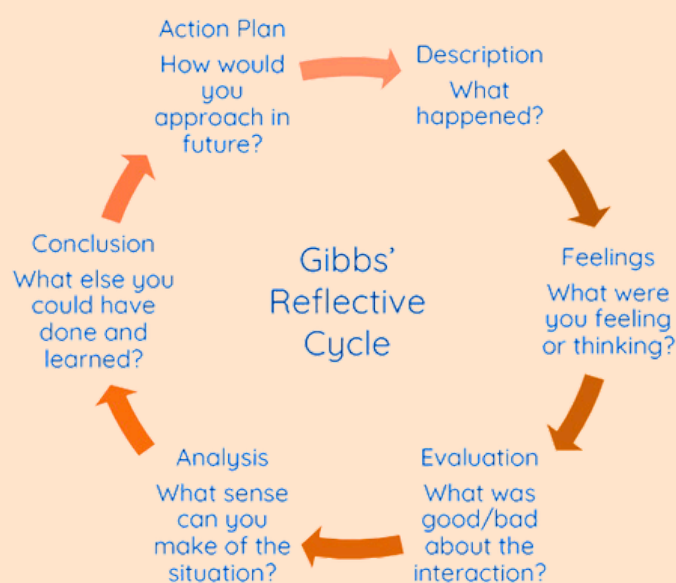 Gibbs'
Reflective
Cycle
Description
What
happened?
Feelings
What were
you feeling
or thinking?
Evaluation
What was
good/bad
about the
interaction?
Analysis
What sense
can you
make of the
situation?
Conclusion
What else you
could have
done and
learned?
Action Plan
How would
you
approach in
future?